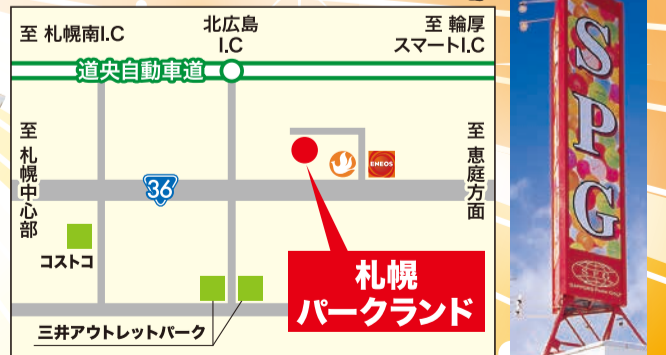 至 札幌南I.C
北広島
I.C
至 輪厚
スマートI.C
道央自動車道
至 札幌中心部
至 恵庭方面
ENEOS
36
コストコ
札幌
パークランド
三井アウトレットパーク
SPG
SPG